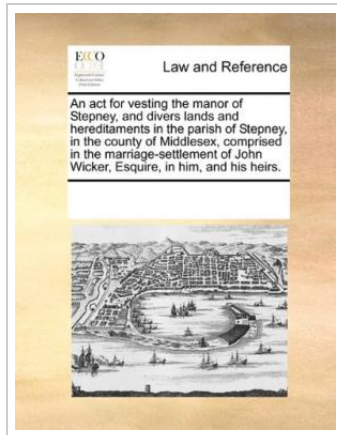 ECCO
Law and Reference
An act for vesting the manor of
Stepney, and divers lands and
hereditaments in the parish of Stepney,
in the county of Middlesex, comprised
in the marriage-settlement of John
Wicker, Esquire, in him, and his heirs.